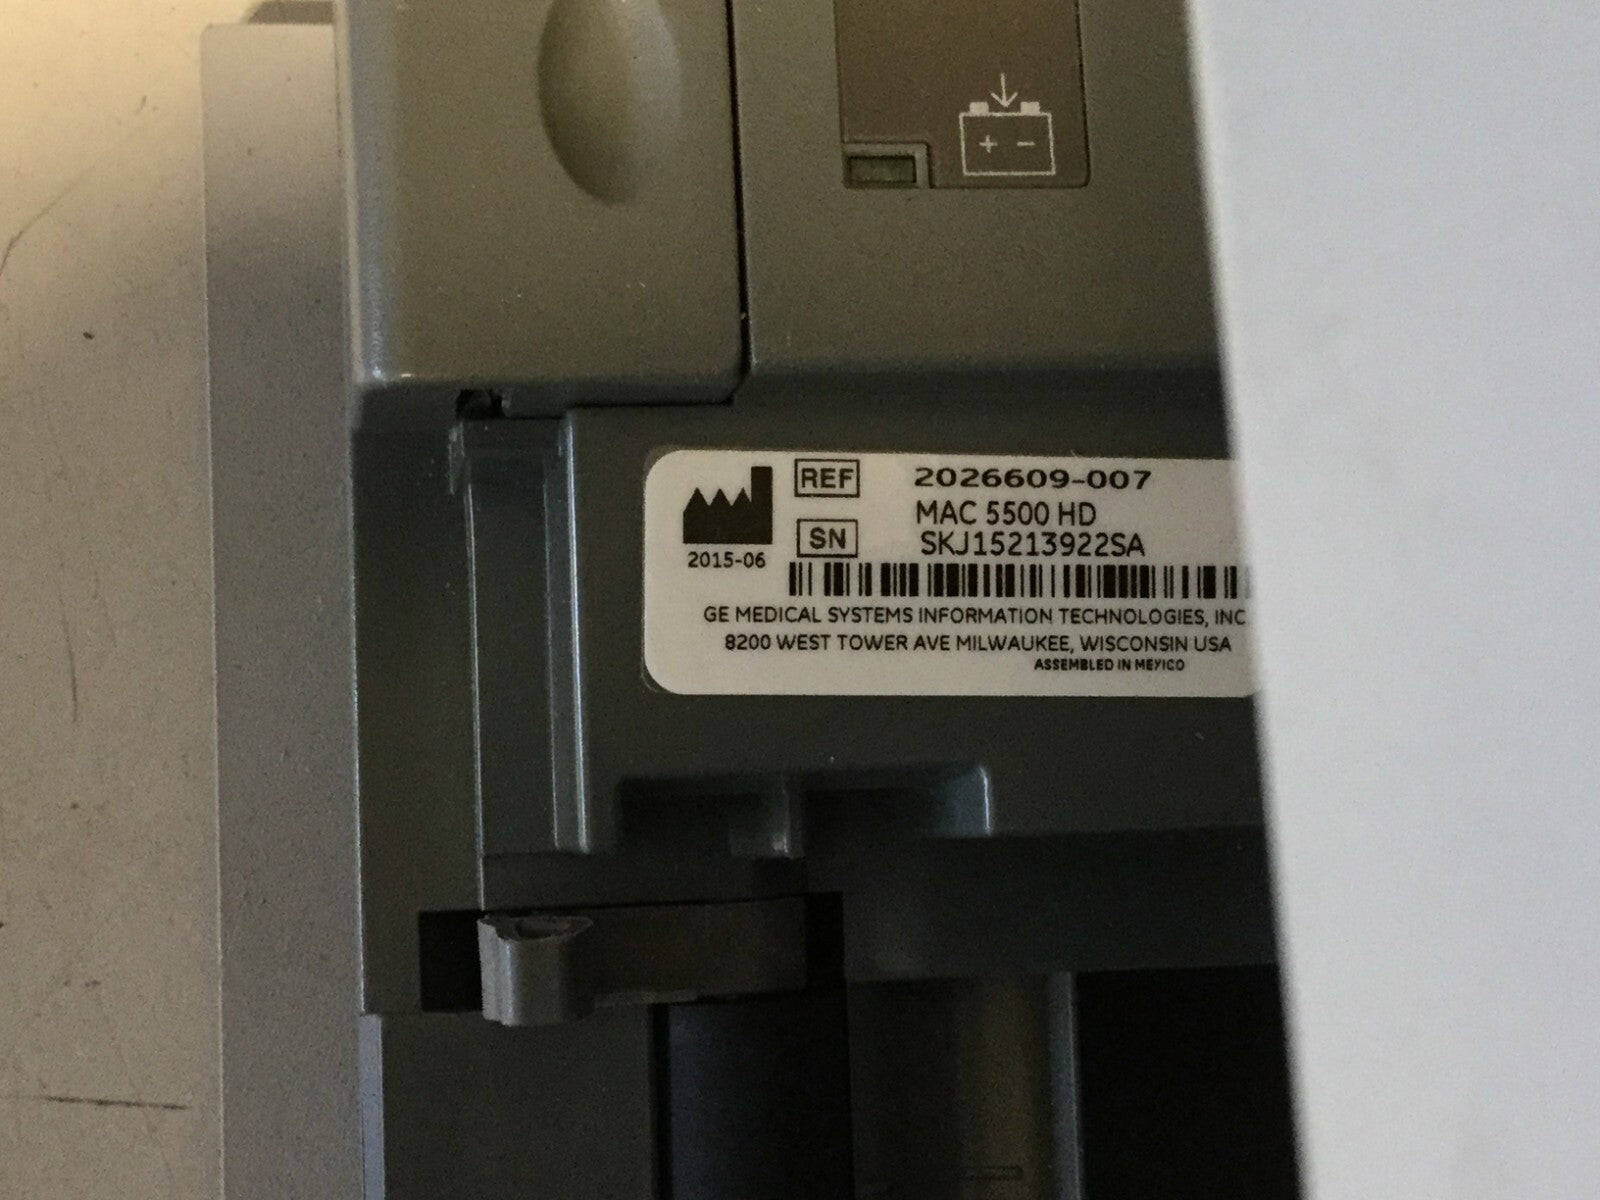 + -
REF 2026609-007
MAC 5500 HD
SN SKJ15213922SA
2015-06
GE MEDICAL SYSTEMS INFORMATION TECHNOLOGIES, INC
8200 WEST TOWER AVE MILWAUKEE, WISCONSIN USA
ASSEMBLED IN MEXICO